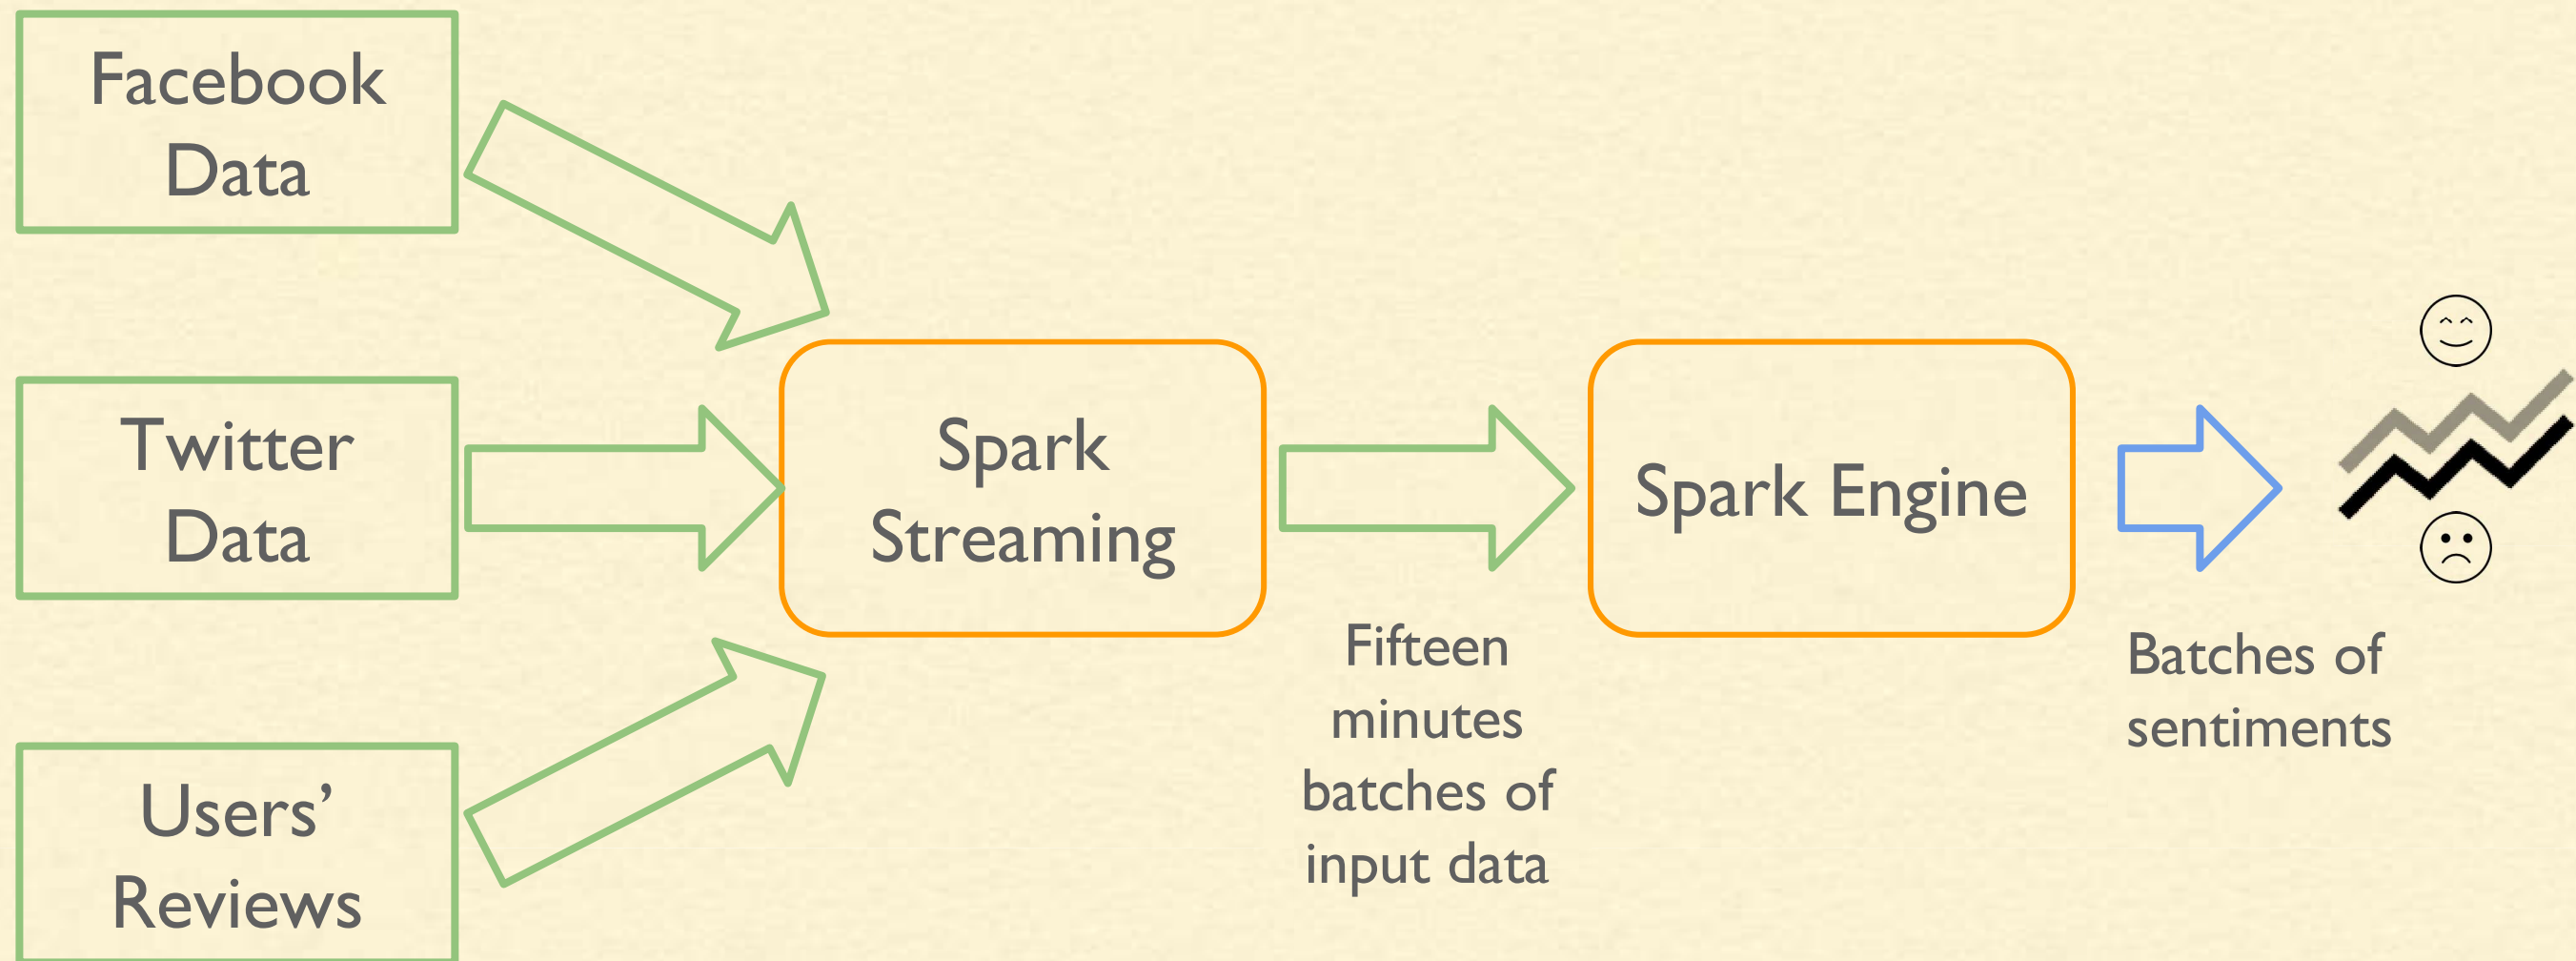 Facebook
Data
Twitter
Data
Users’
Reviews
Spark
Streaming
Fifteen
minutes
batches of
input data
Spark Engine
Batches of
sentiments